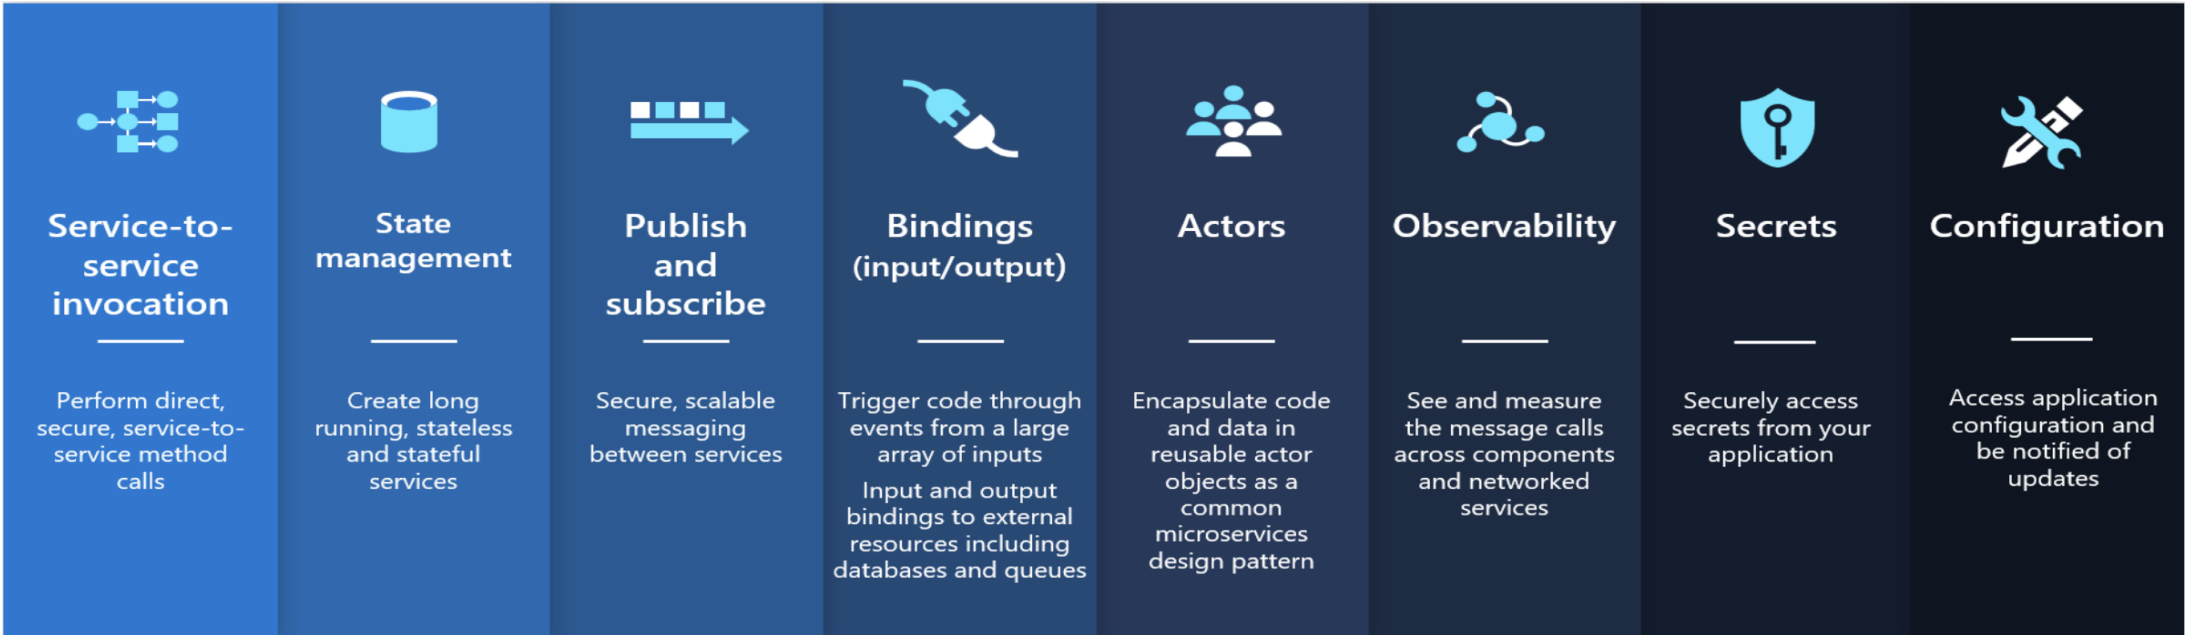 Service-to-
service
invocation
Perform direct,
secure, service-to-
service method
calls
State
management
Create long
running, stateless
and stateful
services
Publish
and
subscribe
Secure, scalable
messaging
between services
Bindings
(input/output)
Trigger code through
events from a large
array of inputs
Input and output
bindings to external
resources including
databases and queues
Actors
Encapsulate code
and data in
reusable actor
objects as a
common
microservices
design pattern
Observability
See and measure
the message calls
across components
and networked
services
Secrets
Securely access
secrets from your
application
Configuration
Access application
configuration and
be notified of
updates